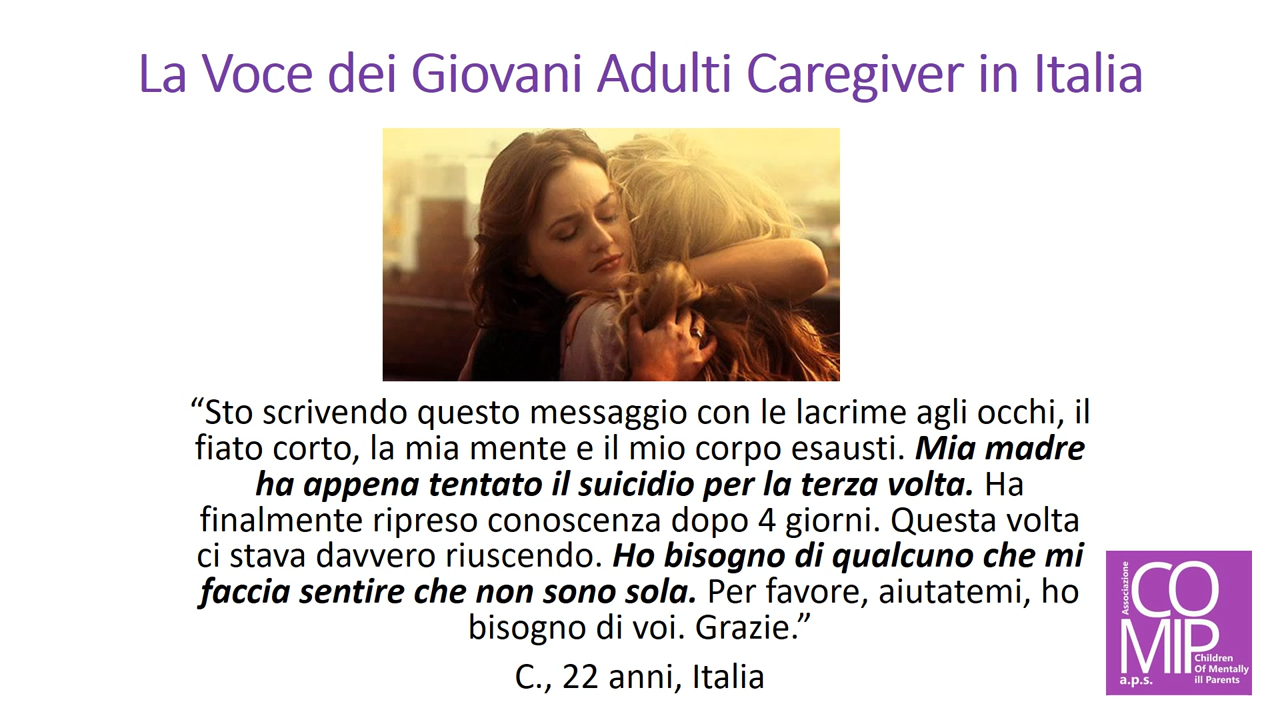 La Voce dei Giovani Adulti Caregiver in Italia
“Sto scrivendo questo messaggio con le lacrime agli occhi, il
fiato corto, la mia mente e il mio corpo esausti. Mia madre
ha appena tentato il suicidio per la terza volta. Ha
finalmente ripreso conoscenza dopo 4 giorni. Questa volta
ci stava davvero riuscendo. Ho bisogno di qualcuno che mi
faccia sentire che non sono sola. Per favore, aiutatemi, ho
bisogno di voi. Grazie.”
C., 22 anni, Italia
Associazione
CO
MIP
Children
Of Mentally
ill Parents
a.p.s.